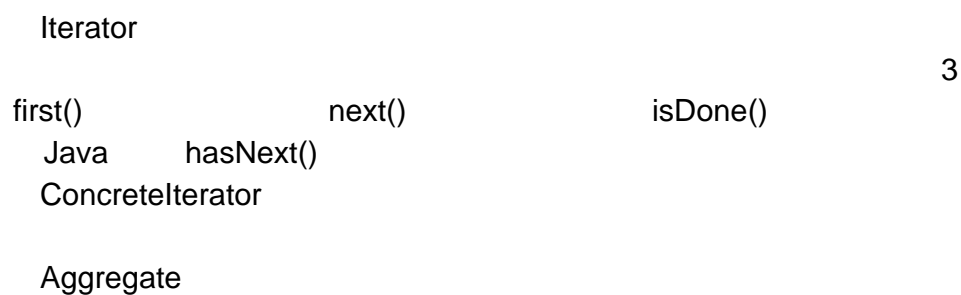 Iterator
3
first() next() isDone()
Java hasNext()
ConcreteIterator
Aggregate